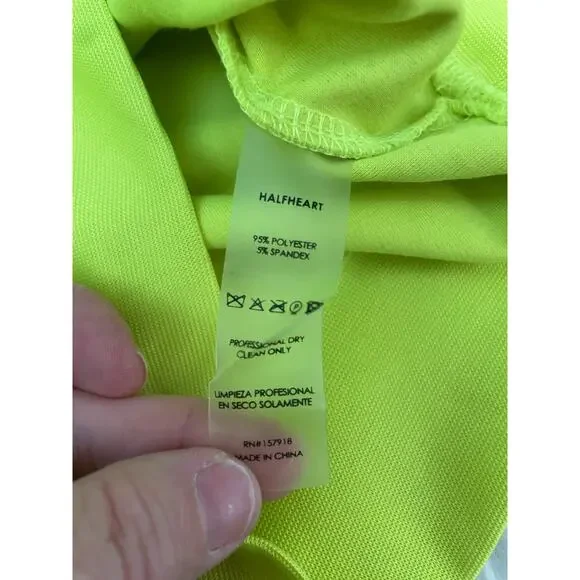 HALFHEART
95% POLYESTER
5% SPANDEX
P
PROFESSIONAL DRY
CLEAN ONLY
LIMPIEZA PROFESIONAL
EN SECO SOLAMENTE
RN#157918
MADE IN CHINA